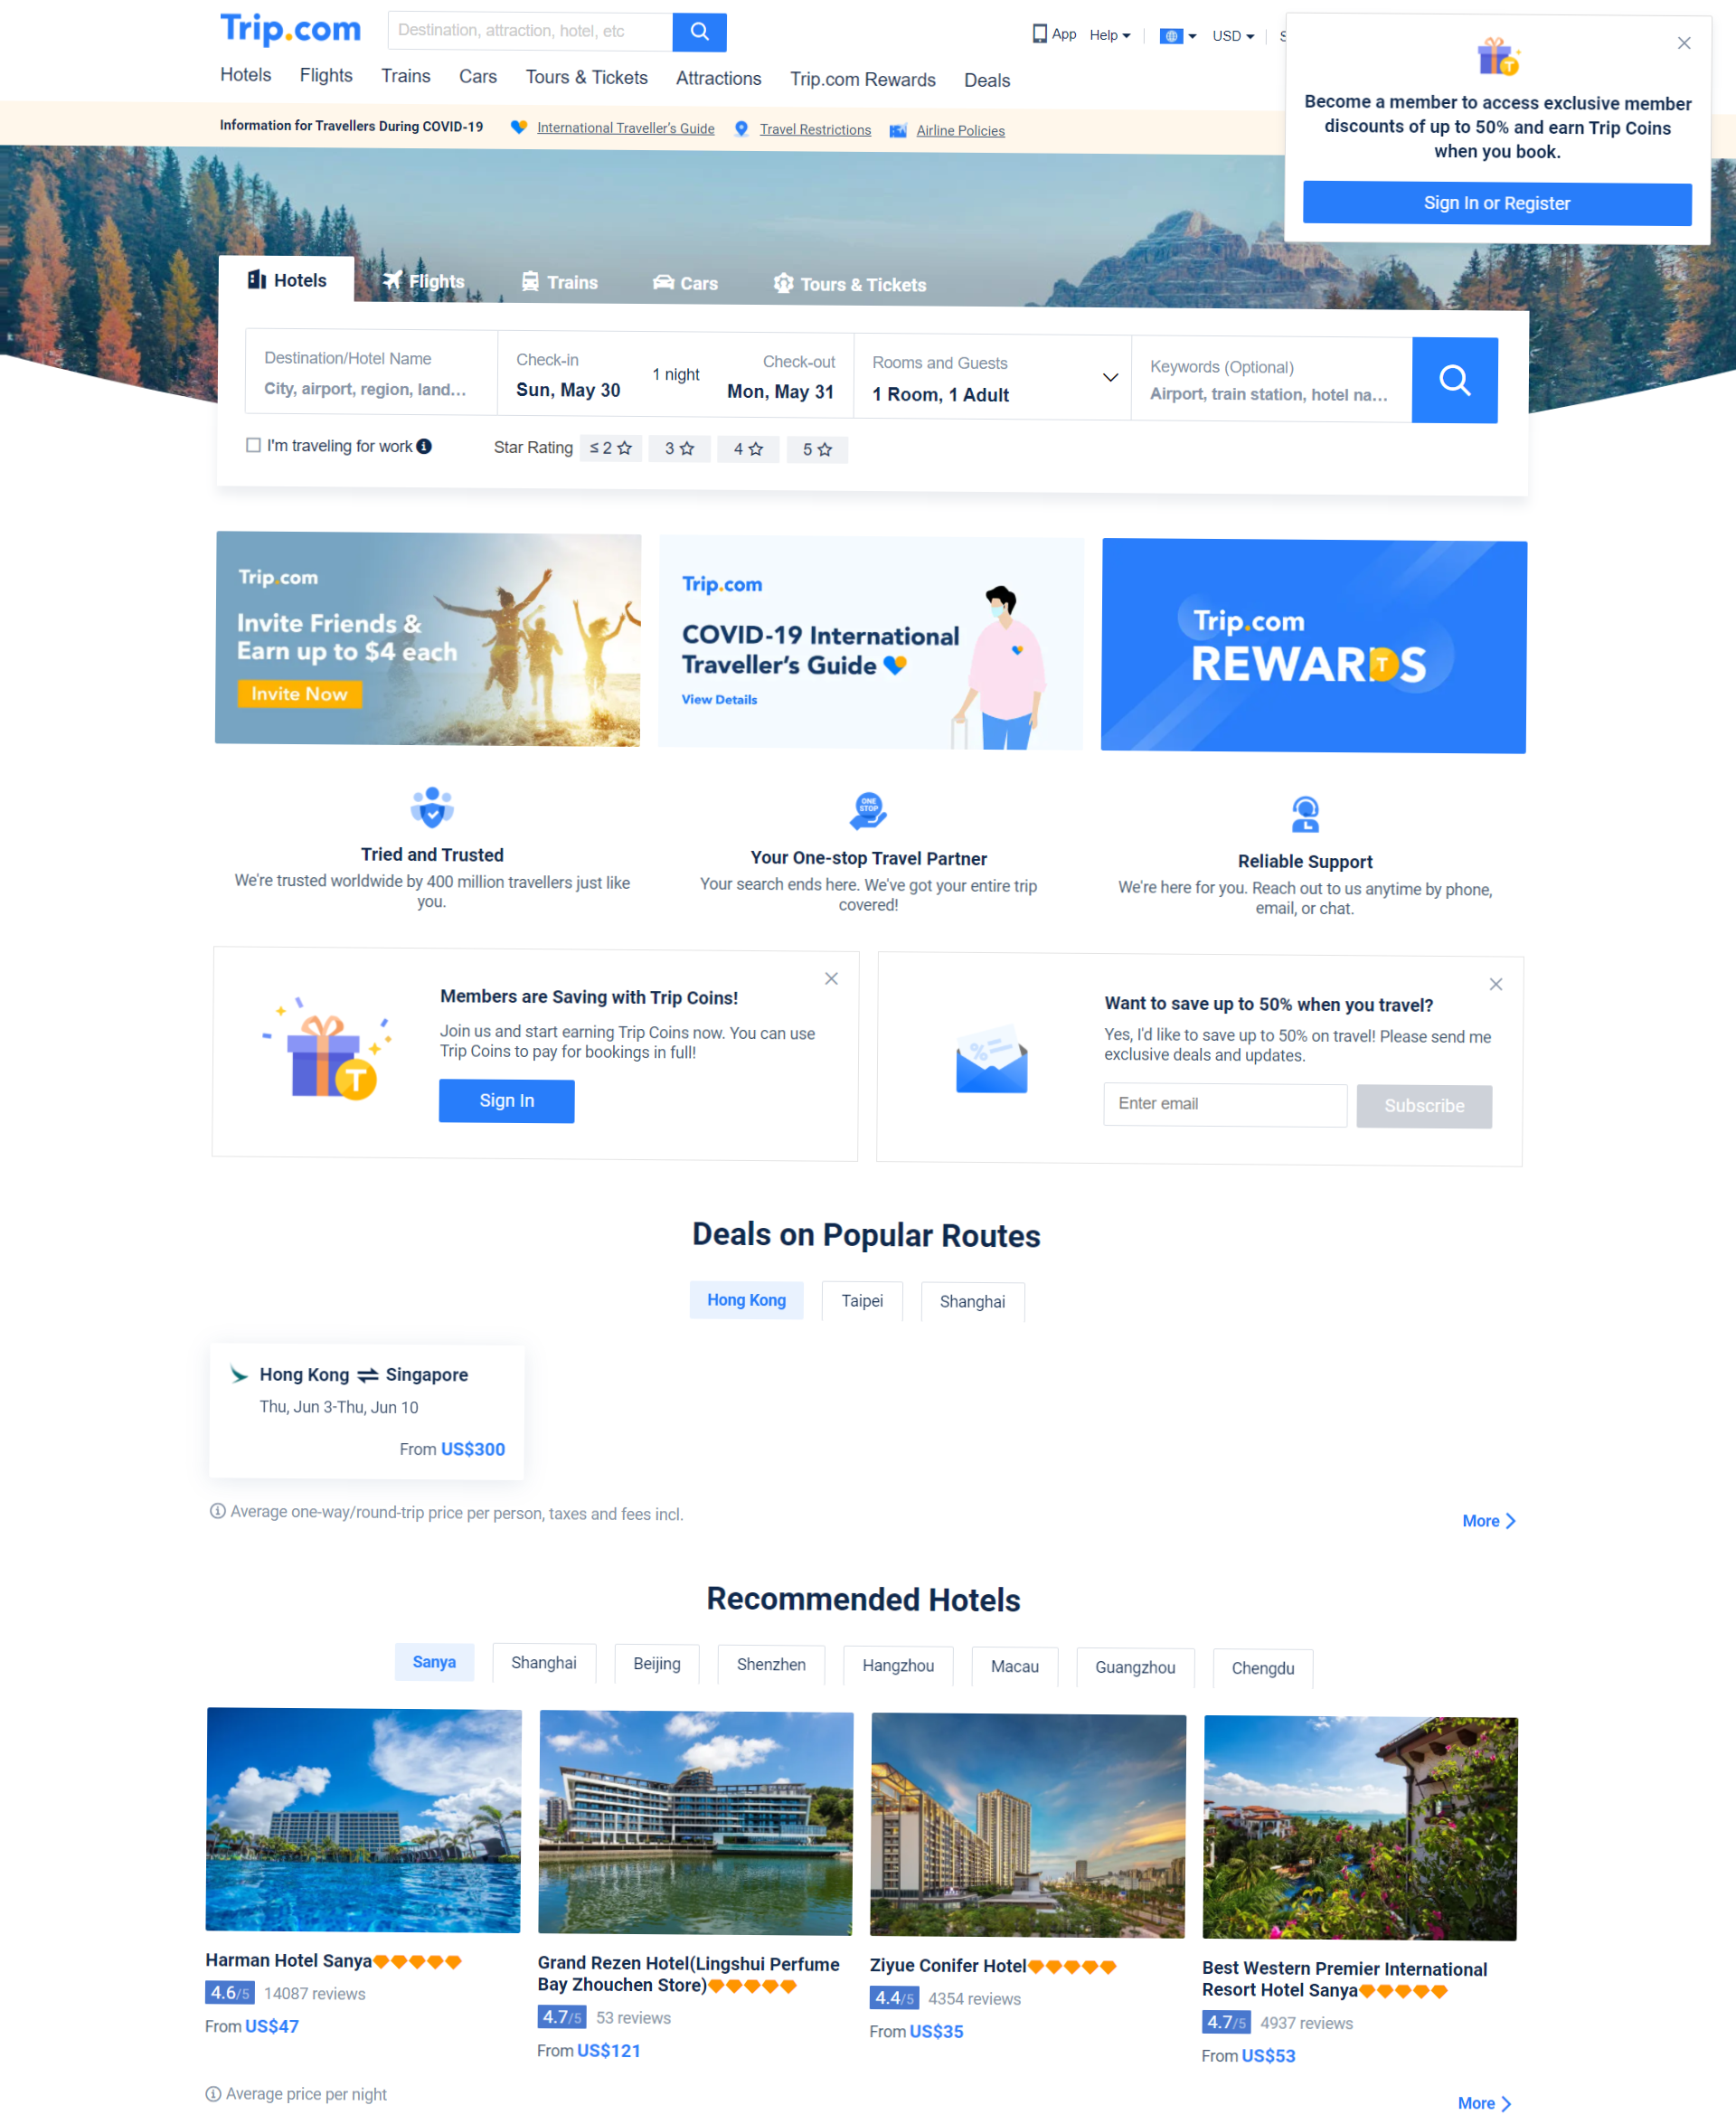 Trip.com
Destination, attraction, hotel, etc
App Help USD
Hotels Flights Trains Cars Tours & Tickets Attractions Trip.com Rewards Deals
Become a member to access exclusive member
discounts of up to 50% and earn Trip Coins
when you book.
Sign In or Register
Information for Travellers During COVID-19 International Traveller's Guide Travel Restrictions Airline Policies
Hotels Flights Trains Cars Tours & Tickets
Destination/Hotel Name
City, airport, region, land...
Check-in
Sun, May 30
1 night
Check-out
Mon, May 31
Rooms and Guests
1 Room, 1 Adult
Keywords (Optional)
Airport, train station, hotel na...
I'm traveling for work
Star Rating ≤ 2 3 4 5
Trip.com
Invite Friends &
Earn up to $4 each
Invite Now
Trip.com
COVID-19 International
Traveller's Guide
View Details
Trip.com
REWARDS
ONE
STOP
Tried and Trusted
We're trusted worldwide by 400 million travellers just like
you.
Your One-stop Travel Partner
Your search ends here. We've got your entire trip
covered!
Reliable Support
We're here for you. Reach out to us anytime by phone,
email, or chat.
Members are Saving with Trip Coins!
Join us and start earning Trip Coins now. You can use
Trip Coins to pay for bookings in full!
Sign In
Want to save up to 50% when you travel?
Yes, I'd like to save up to 50% on travel! Please send me
exclusive deals and updates.
Enter email
Subscribe
Deals on Popular Routes
Hong Kong Taipei Shanghai
Hong Kong Singapore
Thu, Jun 3-Thu, Jun 10
From US$300
Average one-way/round-trip price per person, taxes and fees incl.
More
Recommended Hotels
Sanya Shanghai Beijing Shenzhen Hangzhou Macau Guangzhou Chengdu
Harman Hotel Sanya
4.6/5 14087 reviews
From US$47
Grand Rezen Hotel(Lingshui Perfume
Bay Zhouchen Store)
4.7/5 53 reviews
From US$121
Ziyue Conifer Hotel
4.4/5 4354 reviews
From US$35
Best Western Premier International
Resort Hotel Sanya
4.7/5 4937 reviews
From US$53
Average price per night
More